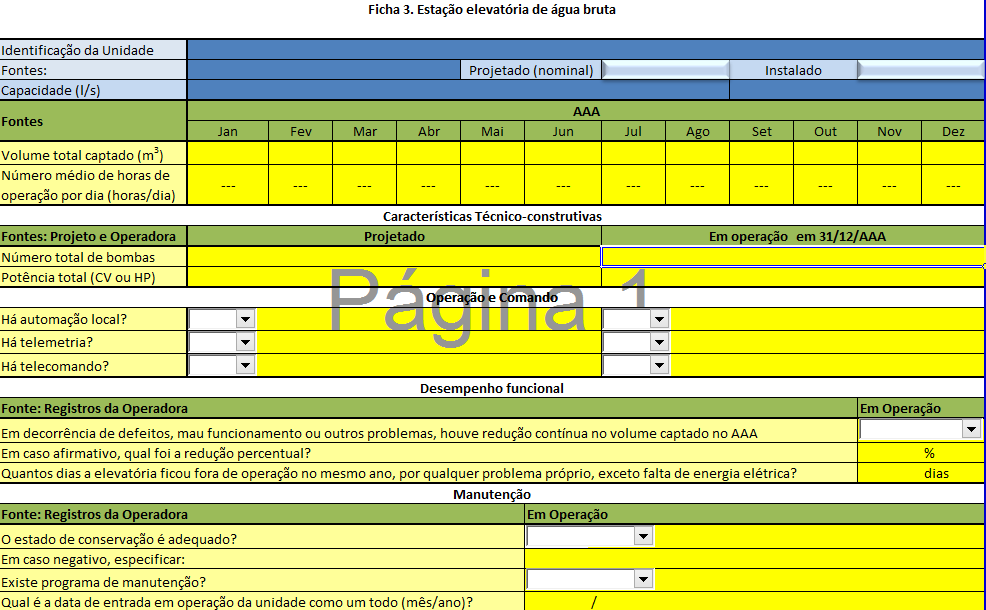 Ficha 3. Estação elevatória de água bruta
Identificação da Unidade
Fontes: Projetado (nominal) Instalado
Capacidade (l/s)
Fontes AAA
Jan Fev Mar Abr Mai Jun Jul Ago Set Out Nov Dez
Volume total captado (m³)
Número médio de horas de
operação por dia (horas/dia) --- --- --- --- --- --- --- --- --- --- --- ---
Características Técnico-construtivas
Fontes: Projeto e Operadora Projetado Em operação em 31/12/AAA
Número total de bombas
Potência total (CV ou HP)
Página 1
Operação e Comando
Há automação local?
Há telemetria?
Há telecomando?
Desempenho funcional
Fonte: Registros da Operadora Em Operação
Em decorrência de defeitos, mau funcionamento ou outros problemas, houve redução contínua no volume captado no AAA
Em caso afirmativo, qual foi a redução percentual? %
Quantos dias a elevatória ficou fora de operação no mesmo ano, por qualquer problema próprio, exceto falta de energia elétrica? dias
Manutenção
Fonte: Registros da Operadora Em Operação
O estado de conservação é adequado?
Em caso negativo, especificar:
Existe programa de manutenção?
Qual é a data de entrada em operação da unidade como um todo (mês/ano)? /